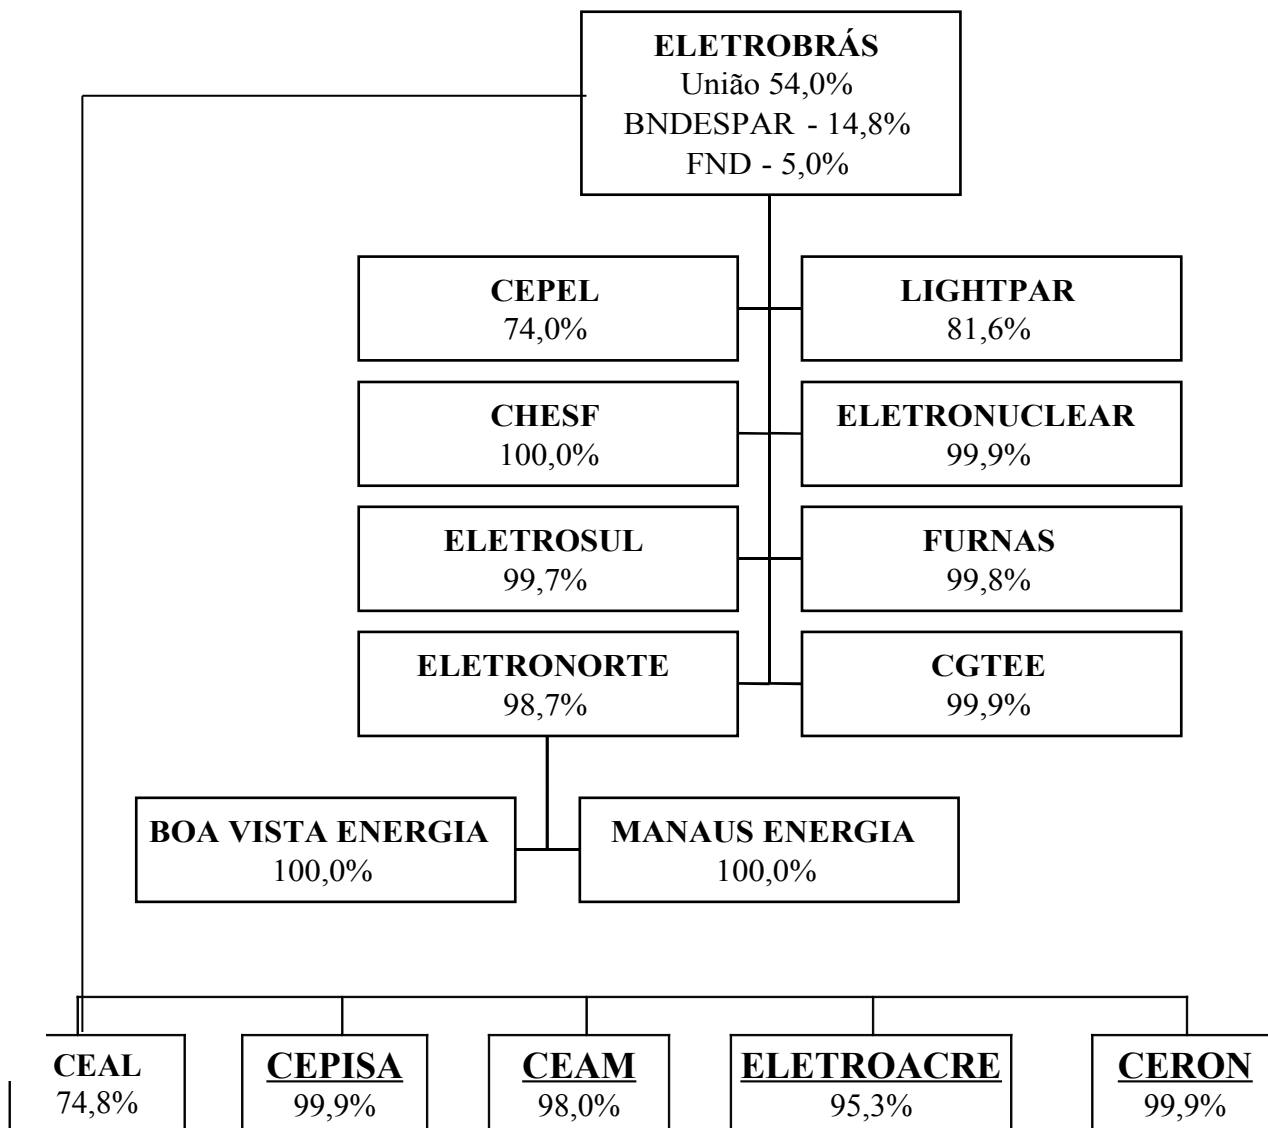 ELETROBRÁS
União 54,0%
BNDESPAR - 14,8%
FND - 5,0%
CEPEL
74,0%
LIGHTPAR
81,6%
CHESF
100,0%
ELETRONUCLEAR
99,9%
ELETROSUL
99,7%
FURNAS
99,8%
ELETRONORTE
98,7%
CGTEE
99,9%
BOA VISTA ENERGIA
100,0%
MANAUS ENERGIA
100,0%
CEAL
74,8%
CEPISA
99,9%
CEAM
98,0%
ELETROACRE
95,3%
CERON
99,9%